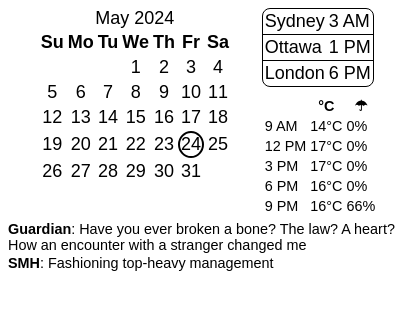 May 2024
Su Mo Tu We Th Fr Sa
1 2 3 4
5 6 7 8 9 10 11
12 13 14 15 16 17 18
19 20 21 22 23 24 25
26 27 28 29 30 31
Sydney 3 AM
Ottawa 1 PM
London 6 PM
°C ☂
9 AM 14°C 0%
12 PM 17°C 0%
3 PM 17°C 0%
6 PM 16°C 0%
9 PM 16°C 66%
Guardian: Have you ever broken a bone? The law? A heart?
How an encounter with a stranger changed me
SMH: Fashioning top-heavy management